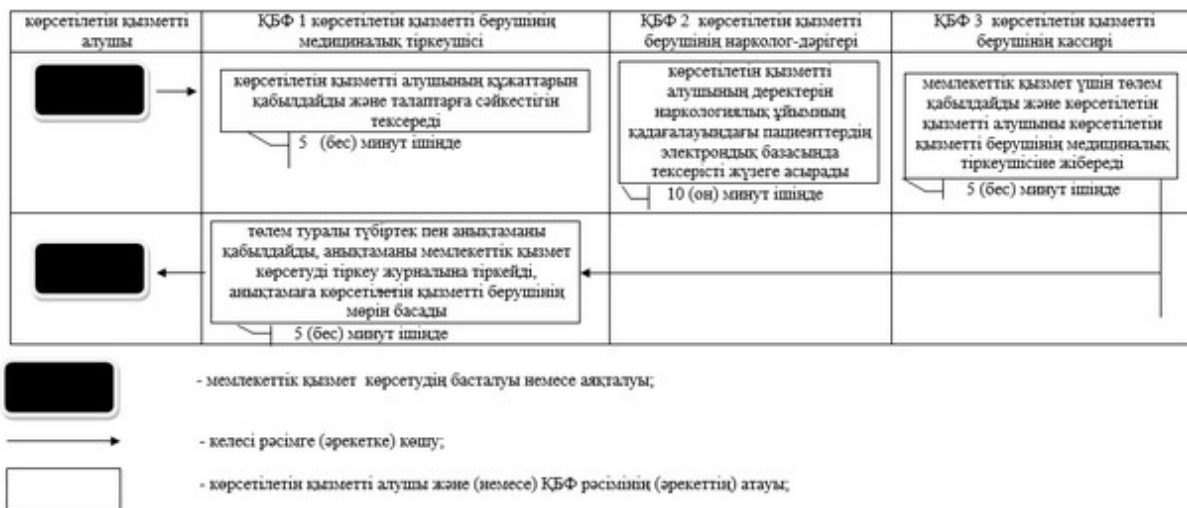 көрсетілетін қызметті
алушы
ҚБФ 1 көрсетілетін қызметті берушінің
медициналық тіркеушісі
ҚБФ 2 көрсетілетін қызметті
берушінің нарколог-дәрігері
ҚБФ 3 көрсетілетін қызметті
берушінің кассирі
көрсетілетін қызметті алушының құжаттарын
қабылдайды және талаптарға сәйкестігін
тексереді
5 (бес) минут ішінде
көрсетілетін қызметті
алушының деректерін
наркологиялық ұйымның
қадағалауындағы пациенттердің
электрондық базасында
тексерісті жүзеге асырады
10 (он) минут ішінде
мемлекеттік қызмет үшін төлем
қабылдайды және көрсетілетін
қызметті алушыны көрсетілетін
қызметті берушінің медициналық
тіркеушісіне жібереді
5 (бес) минут ішінде
төлем туралы түбіртек пен анықтаманы
қабылдайды, анықтаманы мемлекеттік қызмет
көрсетуді тіркеу журналына тіркейді,
анықтамаға көрсетілетін қызметті берушінің
мөрін басады
5 (бес) минут ішінде
- мемлекеттік қызмет көрсетудің басталуы немесе аяқталуы;
- келесі рәсімге (әрекетке) көшу;
- көрсетілетін қызметті алушы және (немесе) ҚБФ рәсімінің (әрекеттің) атауы;